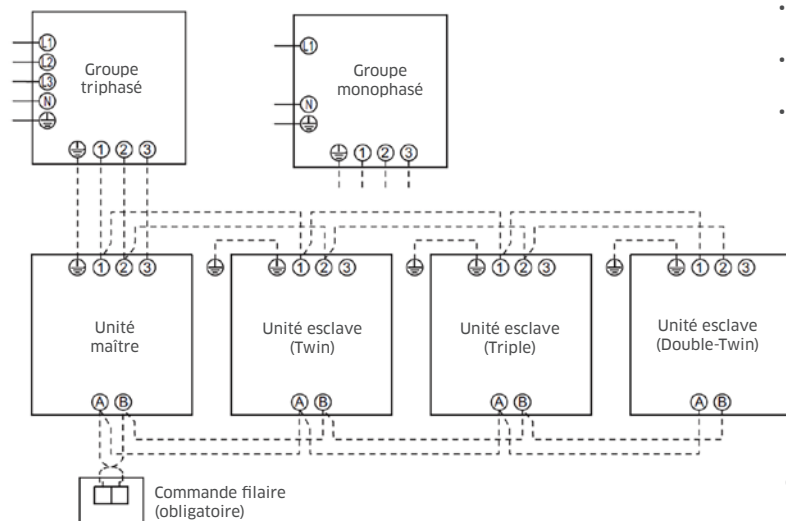 L1
L2
L3
N
Groupe
triphasé
1 2 3
L1
N
Groupe
monophasé
1 2 3
1 2 3
Unité
maître
A B
1 2 3
Unité esclave
(Twin)
A B
1 2 3
Unité esclave
(Triple)
A B
1 2 3
Unité esclave
(Double-Twin)
A B
Commande filaire
(obligatoire)